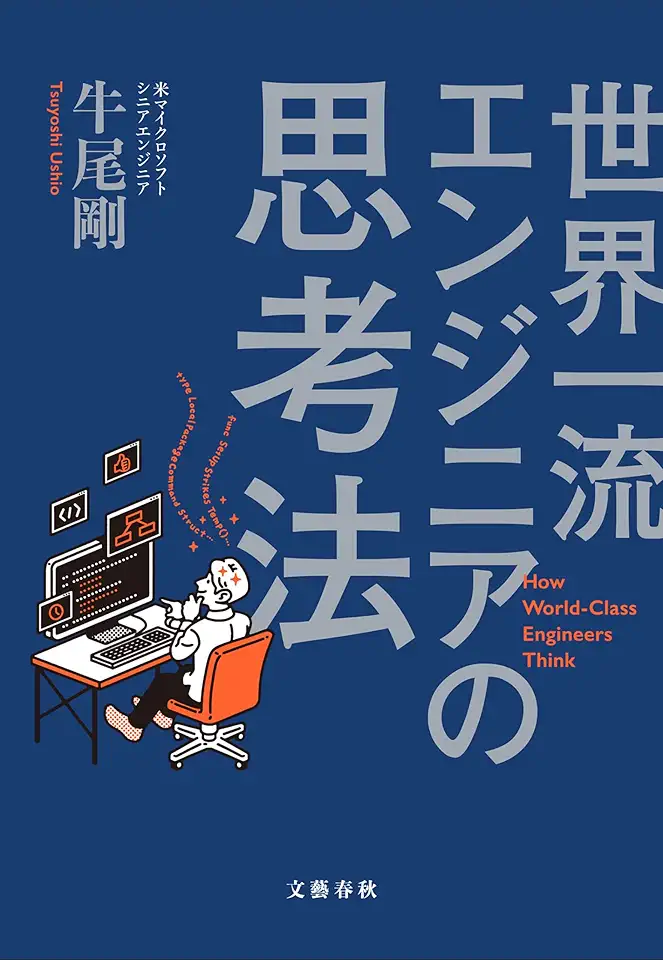 世界一流
エンジニアの
思考法
How
World-Class
Engineers
Think
米マイクロソフト
シニアエンジニア
牛尾剛
Tsuyoshi Ushio
type LocalPackageCommand Struct...
func SetUpStrikes Temp()...
文藝春秋